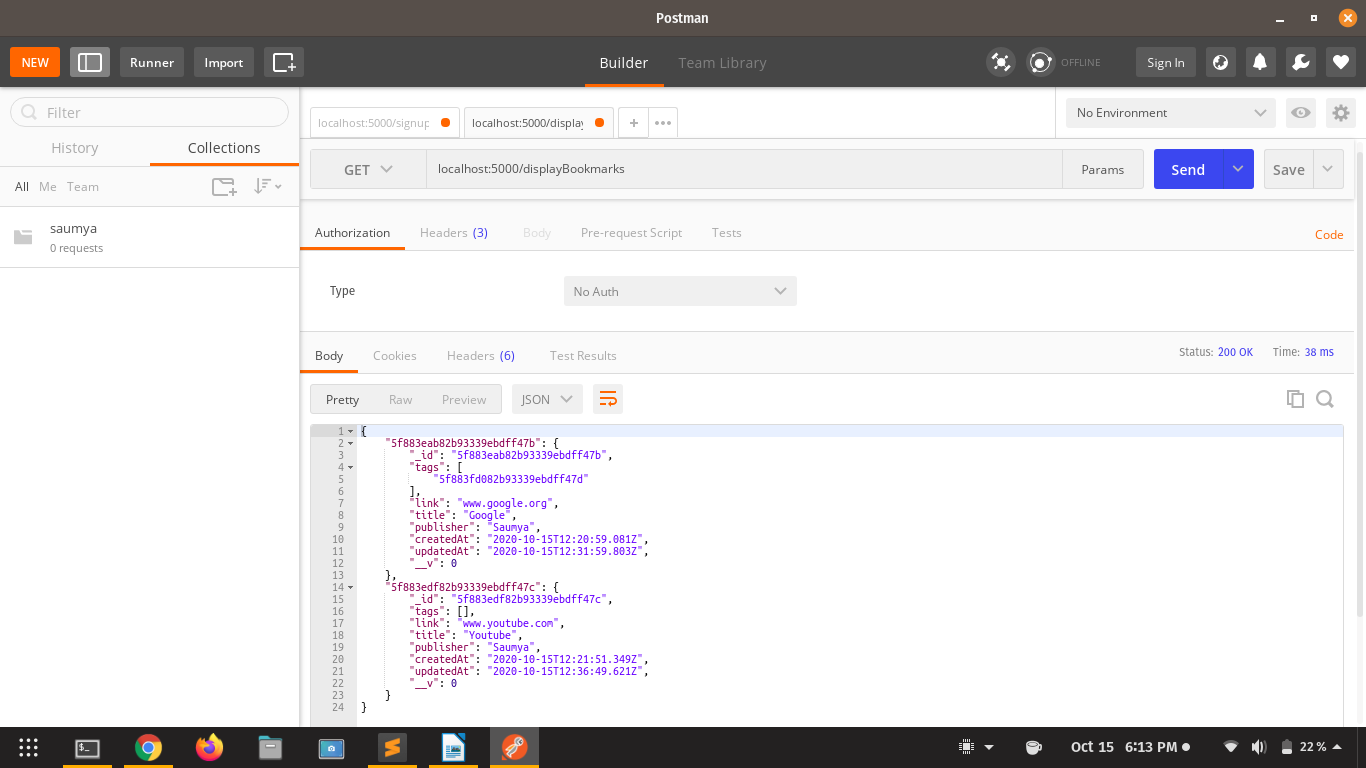 Postman
NEW Runner Import Builder Team Library OFFLINE Sign In
Filter
localhost:5000/signup localhost:5000/display + ••• No Environment
History Collections
GET localhost:5000/displayBookmarks Params Send Save
All Me Team
saumya
0 requests
Authorization Headers (3) Body Pre-request Script Tests Code
Type No Auth
Body Cookies Headers (6) Test Results Status: 200 OK Time: 38 ms
Pretty Raw Preview JSON
1 {
2 "5f883eab82b93339ebdff47b": {
3 "_id": "5f883eab82b93339ebdff47b",
4 "tags": [
5 "5f883fd082b93339ebdff47d"
6 ],
7 "link": "www.google.org",
8 "title": "Google",
9 "publisher": "Saumya",
10 "createdAt": "2020-10-15T12:20:59.081Z",
11 "updatedAt": "2020-10-15T12:31:59.803Z",
12 "__v": 0
13 },
14 "5f883edf82b93339ebdff47c": {
15 "_id": "5f883edf82b93339ebdff47c",
16 "tags": [],
17 "link": "www.youtube.com",
18 "title": "Youtube",
19 "publisher": "Saumya",
20 "createdAt": "2020-10-15T12:21:51.349Z",
21 "updatedAt": "2020-10-15T12:36:49.621Z",
22 "__v": 0
23 }
24 }
$_ Oct 15 6:13 PM 22 %